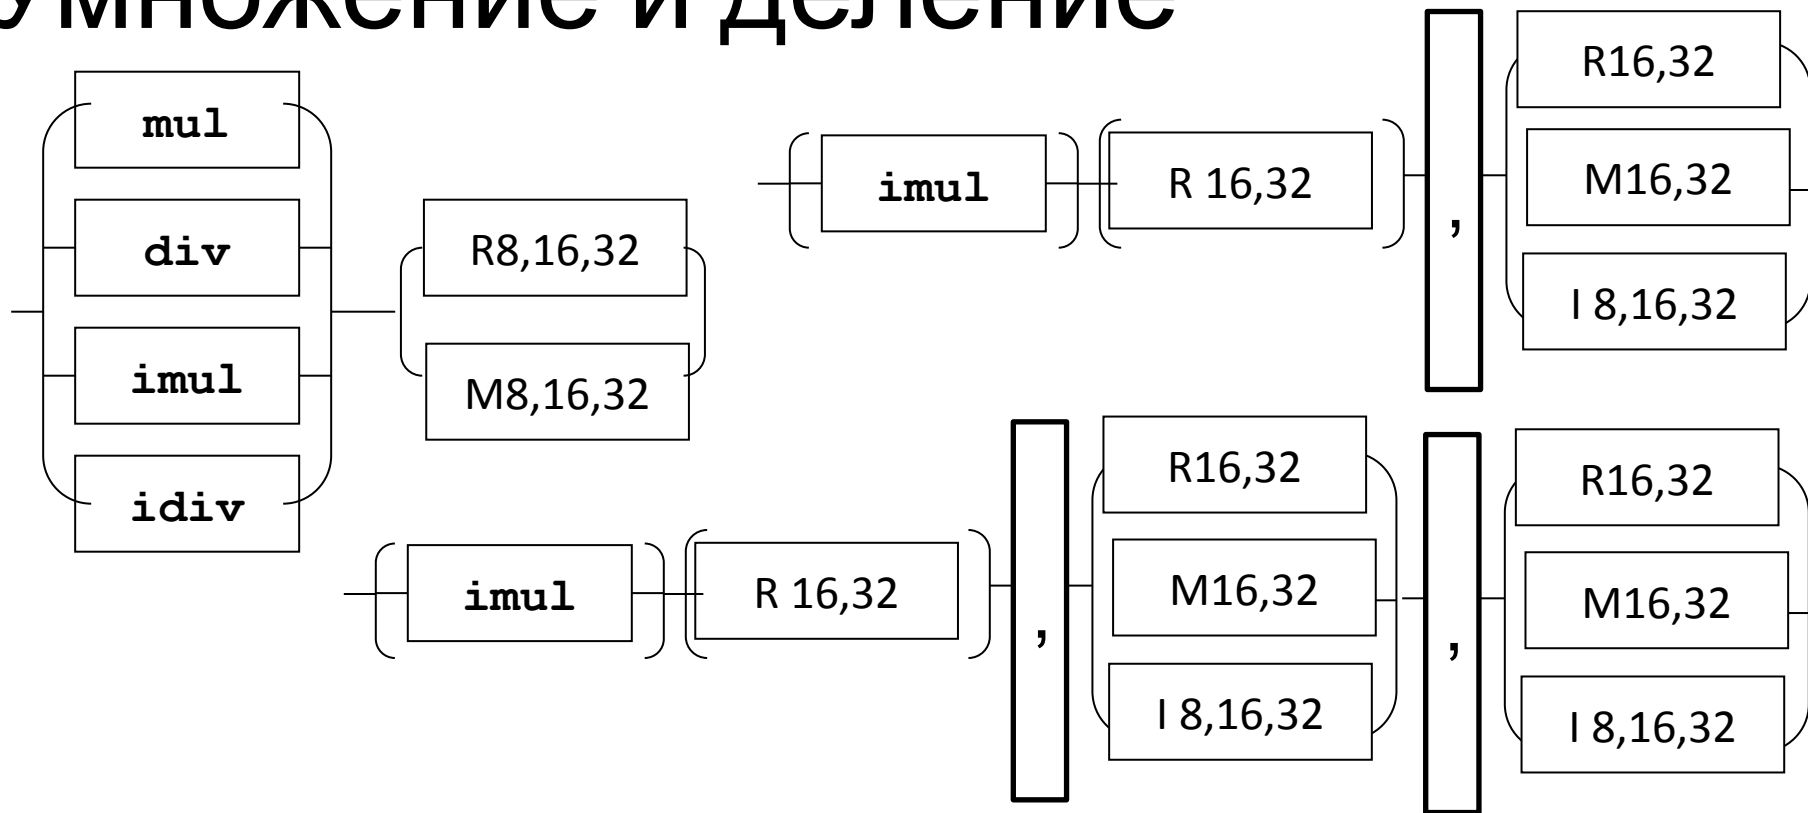 Умножение и деление
mul
div
imul
idiv
R8,16,32
M8,16,32
imul
R 16,32
,
R16,32
M16,32
I 8,16,32
imul
R 16,32
,
R16,32
M16,32
I 8,16,32
,
R16,32
M16,32
I 8,16,32